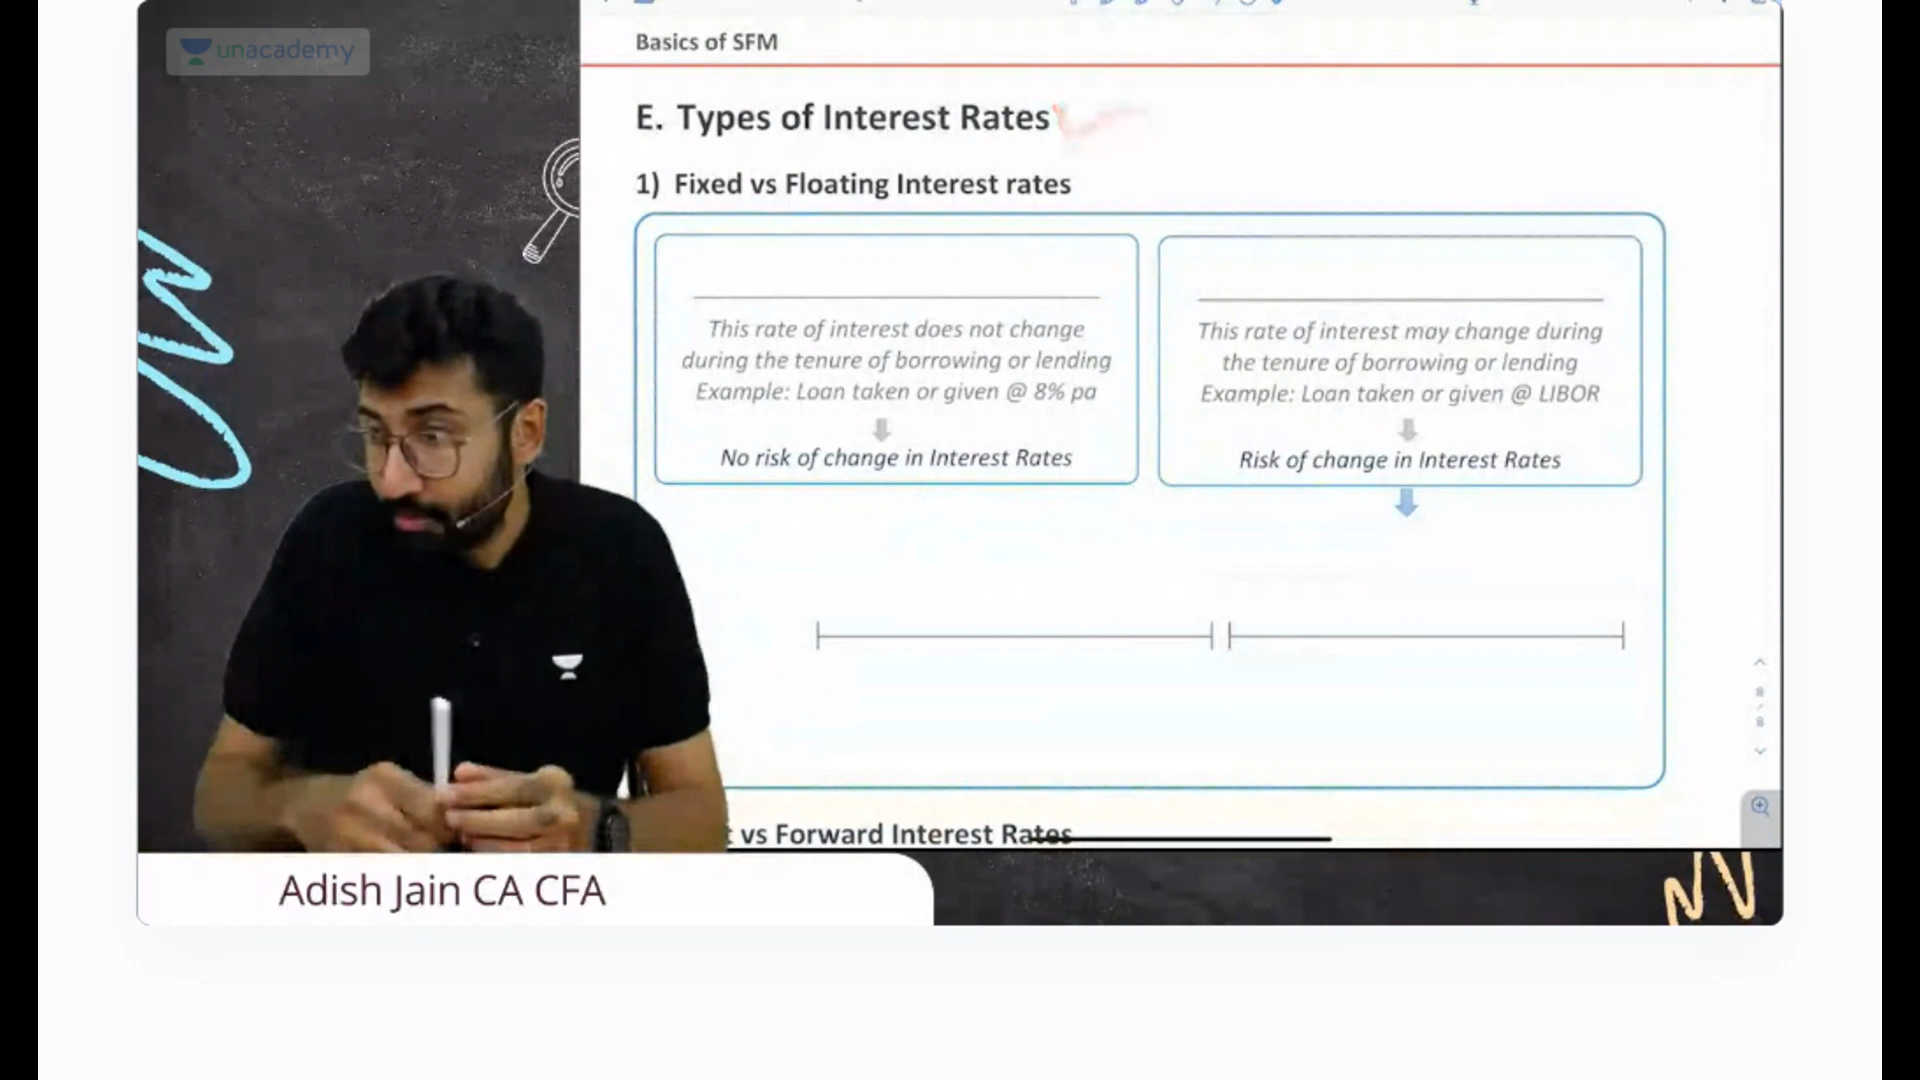 unacademy
Basics of SFM
E. Types of Interest Rates
1) Fixed vs Floating Interest rates
This rate of interest does not change
during the tenure of borrowing or lending
Example: Loan taken or given @ 8% pa
No risk of change in Interest Rates
This rate of interest may change during
the tenure of borrowing or lending
Example: Loan taken or given @ LIBOR
Risk of change in Interest Rates
8
/
8
vs Forward Interest Rates
Adish Jain CA CFA